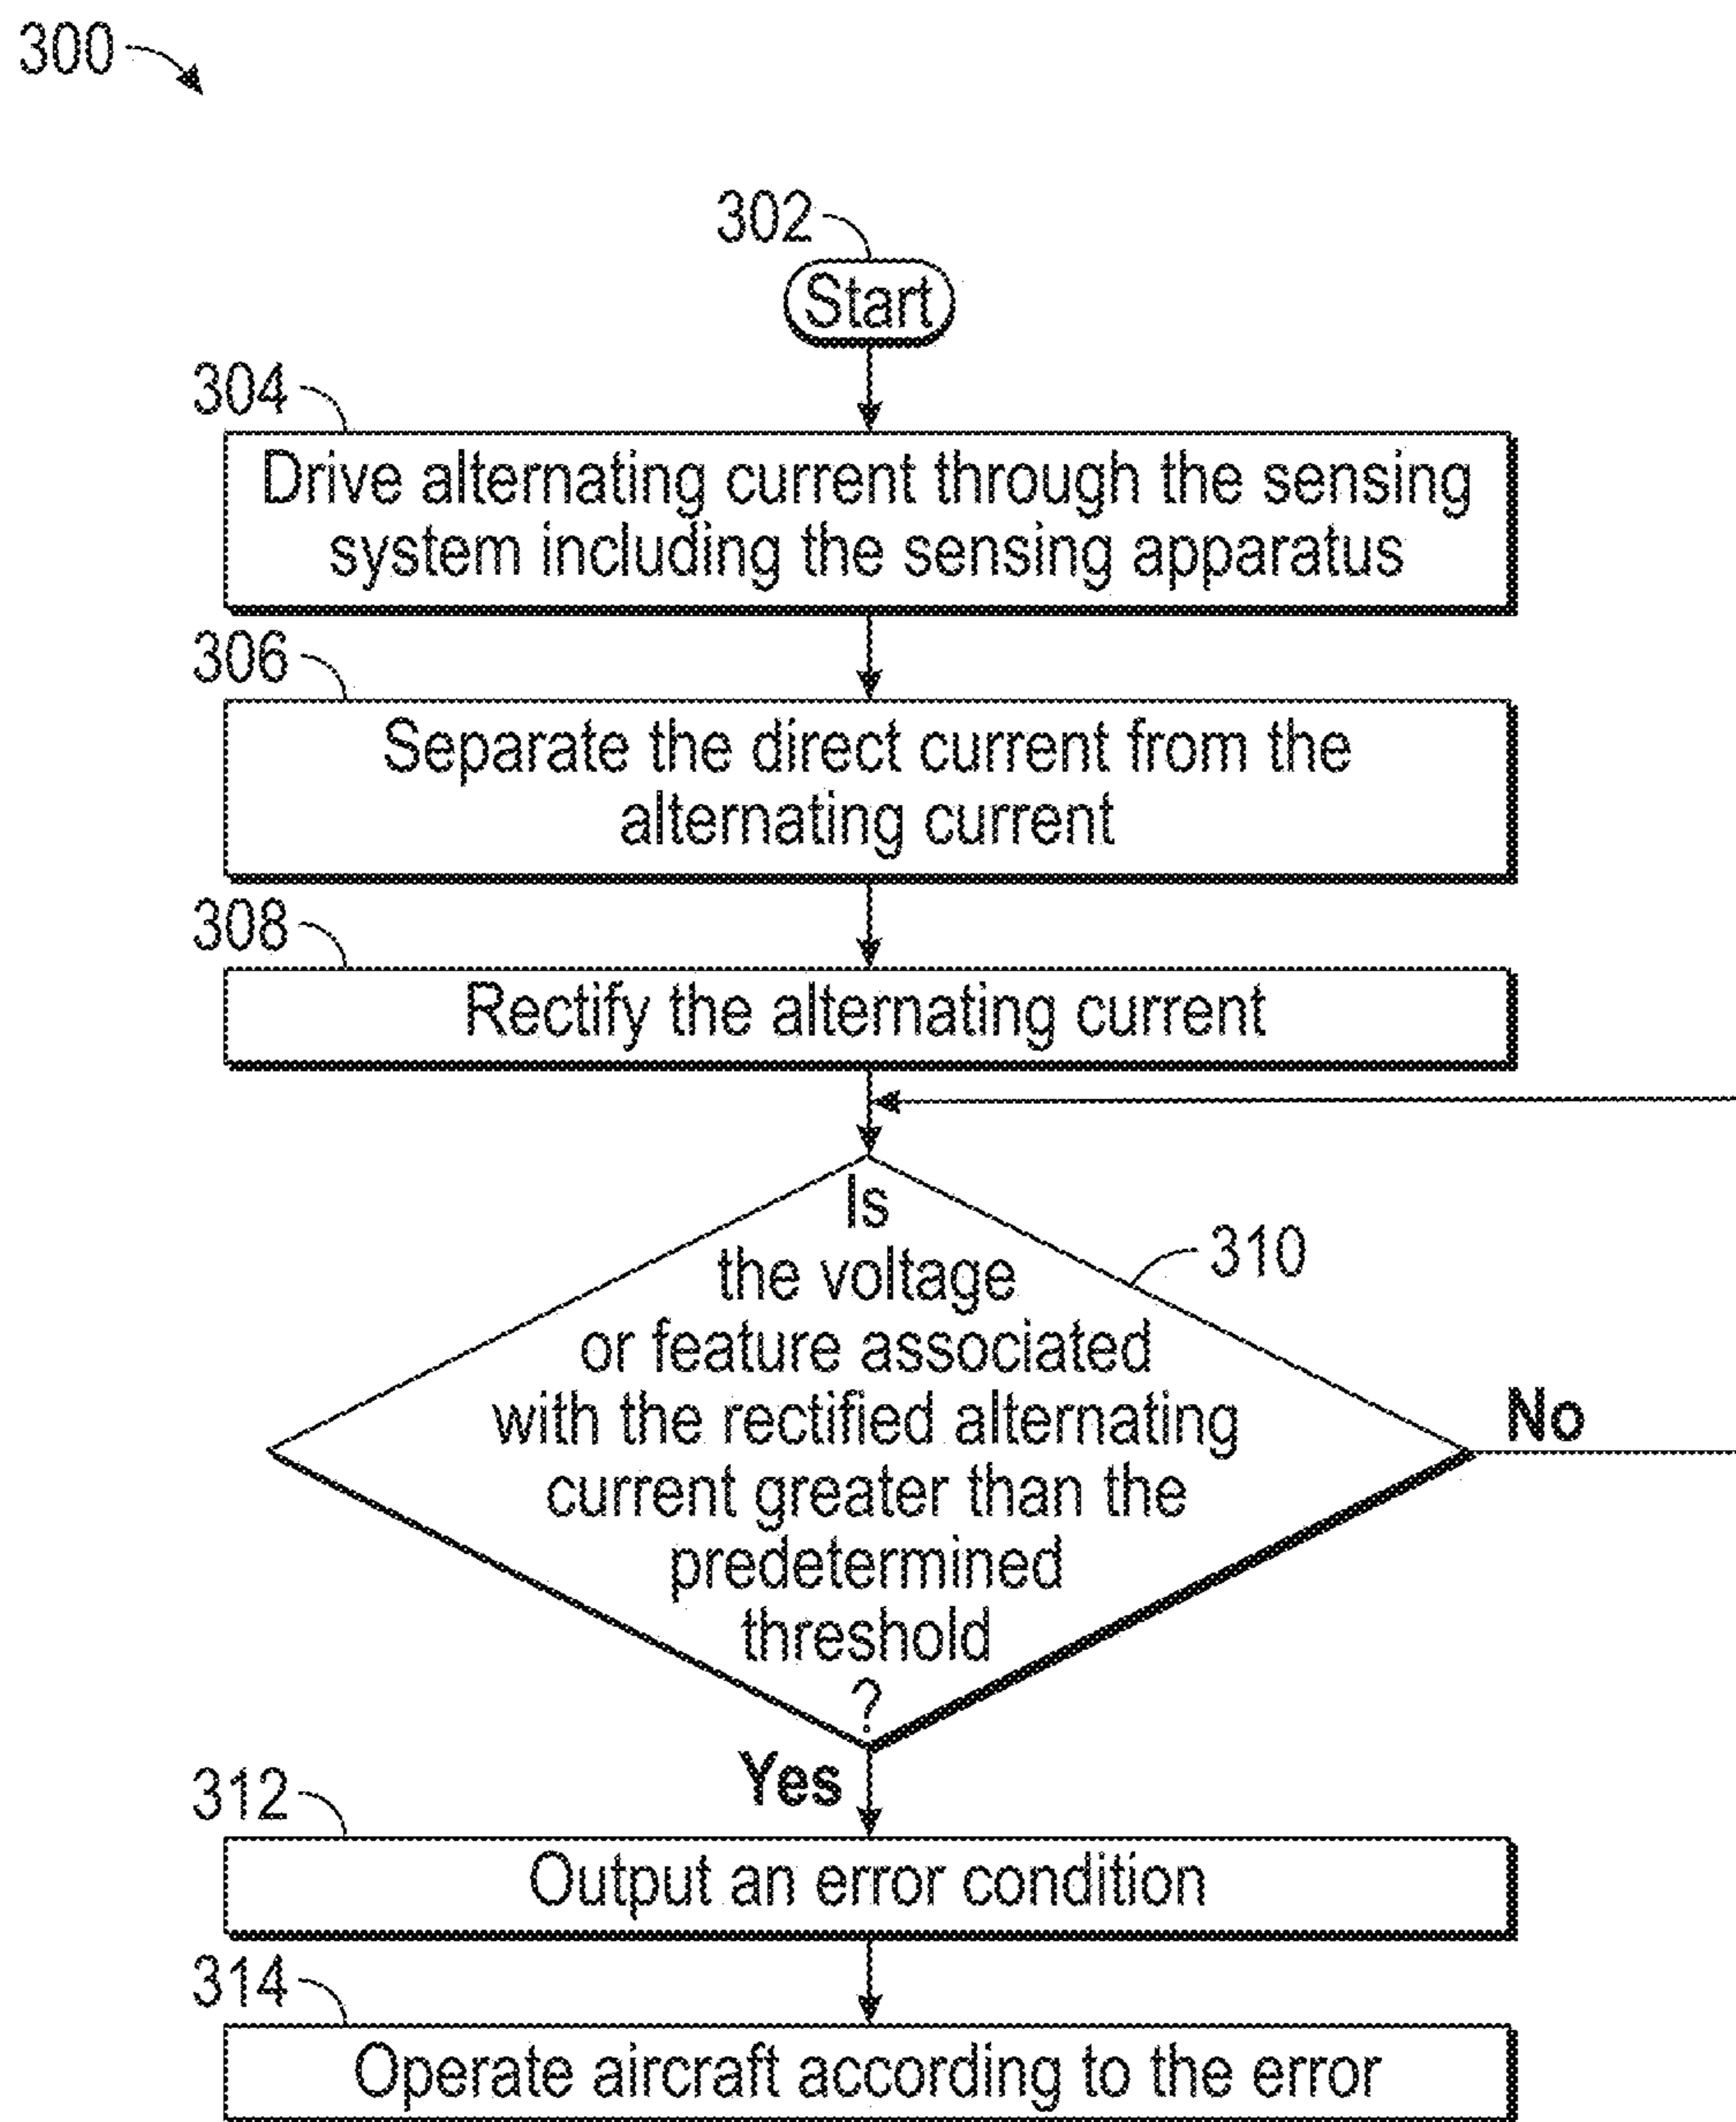 300
302
Start
304
Drive alternating current through the sensing
system including the sensing apparatus
306
Separate the direct current from the
alternating current
308
Rectify the alternating current
Is
the voltage
or feature associated
with the rectified alternating
current greater than the
predetermined
threshold
?
310
No
Yes
312
Output an error condition
314
Operate aircraft according to the error